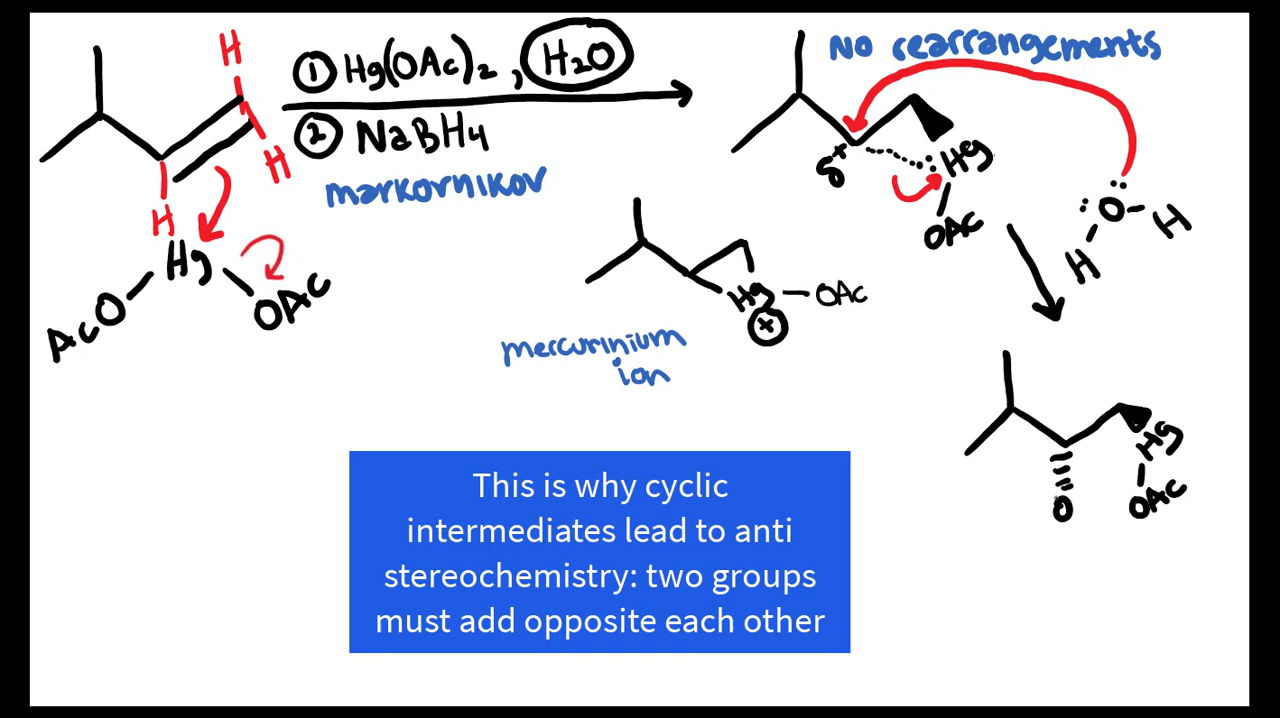 H
① Hg(OAc)₂, H₂O
② NaBH4
markornikov
H
H
Hg
AcO
OAc
No rearrangements
δ+
Hg
OAc
:Ö-H
H
Hg-OAc
+
mercurinium
ion
Hg
O
OAc
This is why cyclic
intermediates lead to anti
stereochemistry: two groups
must add opposite each other